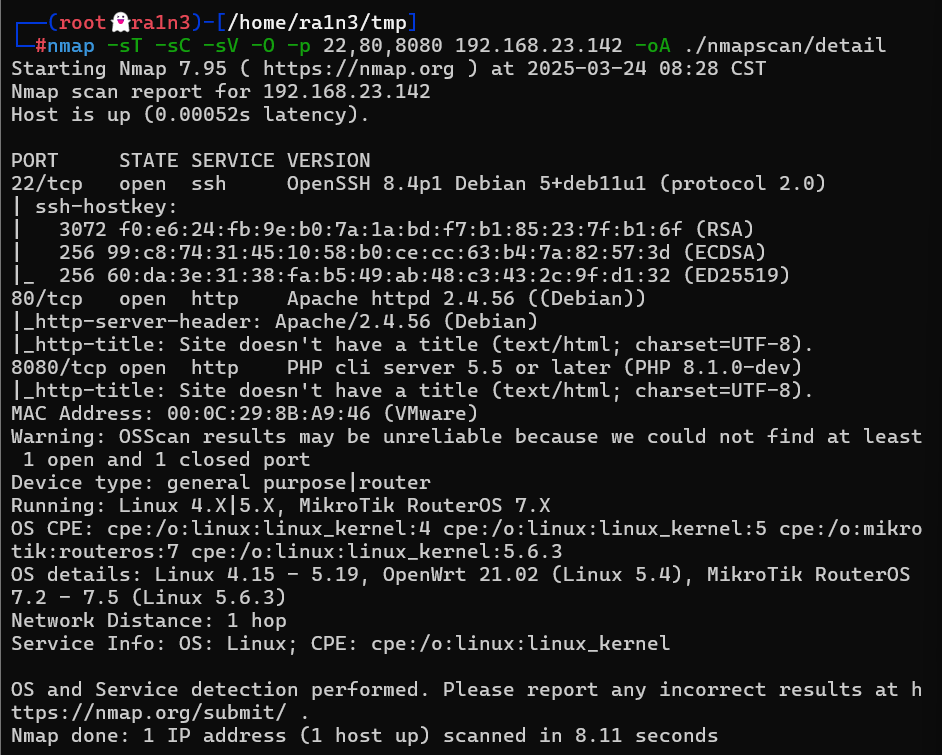 ┌──(root👻ra1n3)-[/home/ra1n3/tmp]
└─#nmap -sT -sC -sV -O -p 22,80,8080 192.168.23.142 -oA ./nmapscan/detail
Starting Nmap 7.95 ( https://nmap.org ) at 2025-03-24 08:28 CST
Nmap scan report for 192.168.23.142
Host is up (0.00052s latency).

PORT     STATE SERVICE VERSION
22/tcp   open  ssh     OpenSSH 8.4p1 Debian 5+deb11u1 (protocol 2.0)
| ssh-hostkey:
|   3072 f0:e6:24:fb:9e:b0:7a:1a:bd:f7:b1:85:23:7f:b1:6f (RSA)
|   256 99:c8:74:31:45:10:58:b0:ce:cc:63:b4:7a:82:57:3d (ECDSA)
|_  256 60:da:3e:31:38:fa:b5:49:ab:48:c3:43:2c:9f:d1:32 (ED25519)
80/tcp   open  http    Apache httpd 2.4.56 ((Debian))
|_http-server-header: Apache/2.4.56 (Debian)
|_http-title: Site doesn't have a title (text/html; charset=UTF-8).
8080/tcp open  http    PHP cli server 5.5 or later (PHP 8.1.0-dev)
|_http-title: Site doesn't have a title (text/html; charset=UTF-8).
MAC Address: 00:0C:29:8B:A9:46 (VMware)
Warning: OSScan results may be unreliable because we could not find at least
 1 open and 1 closed port
Device type: general purpose|router
Running: Linux 4.X|5.X, MikroTik RouterOS 7.X
OS CPE: cpe:/o:linux:linux_kernel:4 cpe:/o:linux:linux_kernel:5 cpe:/o:mikro
tik:routeros:7 cpe:/o:linux:linux_kernel:5.6.3
OS details: Linux 4.15 - 5.19, OpenWrt 21.02 (Linux 5.4), MikroTik RouterOS
7.2 - 7.5 (Linux 5.6.3)
Network Distance: 1 hop
Service Info: OS: Linux; CPE: cpe:/o:linux:linux_kernel

OS and Service detection performed. Please report any incorrect results at h
ttps://nmap.org/submit/ .
Nmap done: 1 IP address (1 host up) scanned in 8.11 seconds